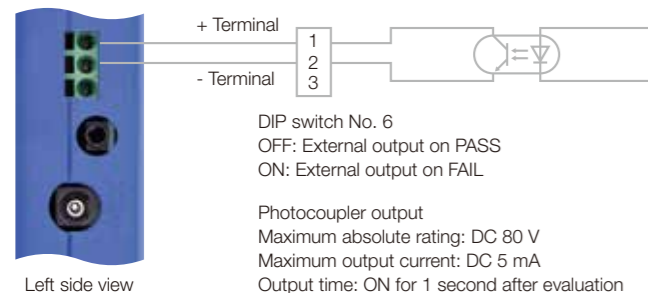 + Terminal
1
2
- Terminal
3
DIP switch No. 6
OFF: External output on PASS
ON: External output on FAIL
Photocoupler output
Maximum absolute rating: DC 80 V
Maximum output current: DC 5 mA
Left side view
Output time: ON for 1 second after evaluation